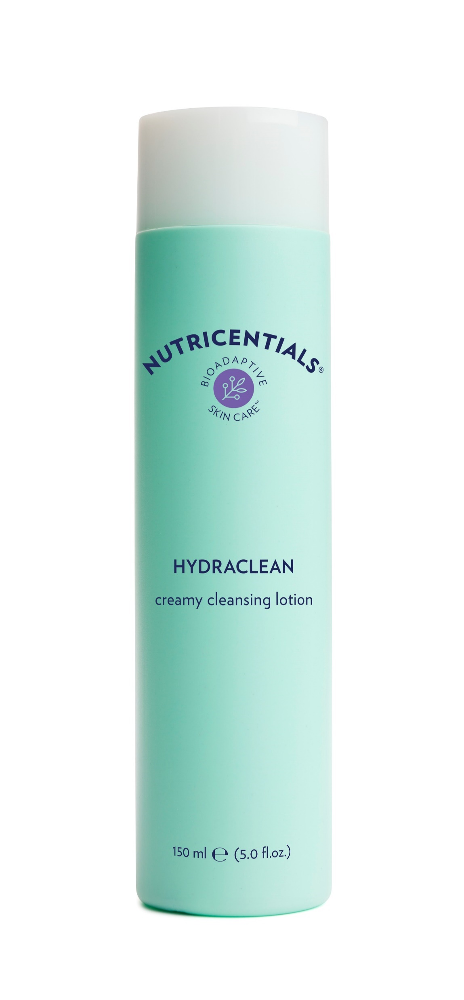 NUTRICENTIALS®
BIOADAPTIVE
SKIN CARE™
HYDRACLEAN
creamy cleansing lotion
150 ml ℮ (5.0 fl.oz.)